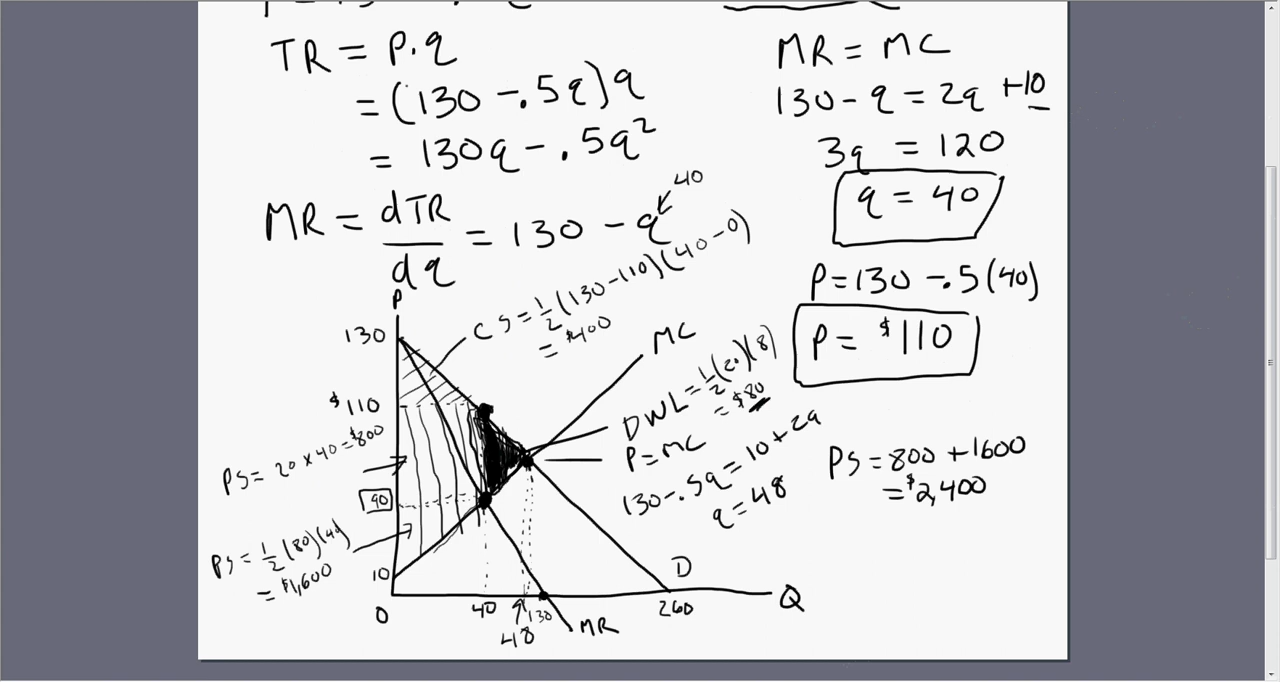 TR = P.q
= (130 - .5q)q
= 130q - .5q²
MR = dTR/dq = 130 - q
40
MR = MC
130 - q = 2q +10
3q = 120
q = 40
P = 130 - .5(40)
P = $110
P
130
$110
90
10
0
CS = ½(130-110)(40-0)
= $400
MC
DWL = ½(20)(8)
= $80
P = MC
130 - .5q = 10 + 2q
q = 48
PS = 20 x 40 = $800
PS = ½(80)(40)
= $1,600
PS = 800 + 1600
= $2,400
D
40
130
260
Q
48
MR